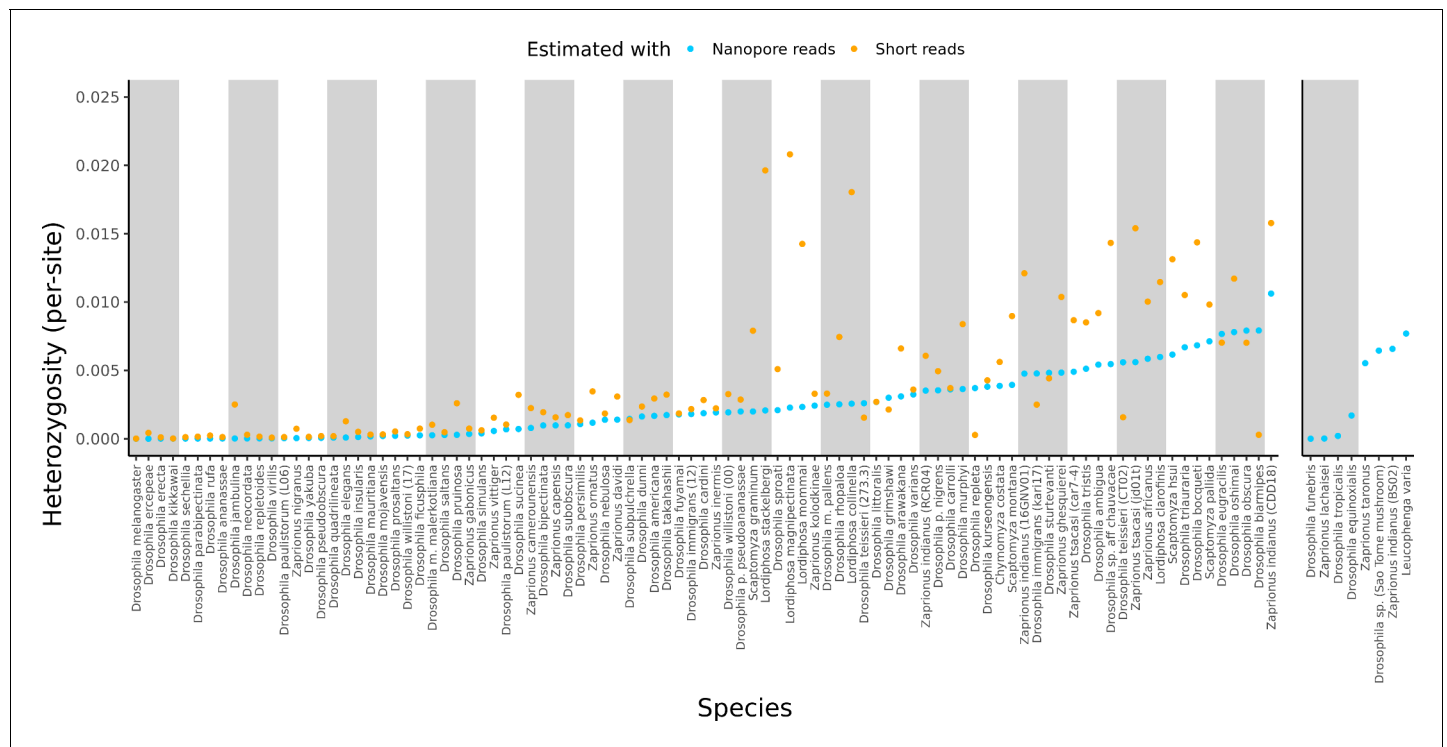 Estimated with Nanopore reads Short reads
Heterozygosity (per-site)
0.025
0.020
0.015
0.010
0.005
0.000
Drosophila melanogaster
Drosophila ercepeae
Drosophila erecta
Drosophila kikkawai
Drosophila sechellia
Drosophila parabipectinata
Drosophila rufa
Drosophila ananassae
Drosophila jambulina
Drosophila neocordata
Drosophila repletoides
Drosophila virilis
Drosophila paulistorum (L06)
Zaprionus nigranus
Drosophila yakuba
Drosophila pseudoobscura
Drosophila quadrilineata
Drosophila elegans
Drosophila insularis
Drosophila mauritiana
Drosophila mojavensis
Drosophila prosaltans
Drosophila willistoni (17)
Drosophila ficusphila
Drosophila malerkotliana
Drosophila saltans
Drosophila pruinosa
Zaprionus gabonicus
Drosophila simulans
Zaprionus vittiger
Drosophila paulistorum (L12)
Drosophila sucinea
Zaprionus camerounensis
Drosophila bipectinata
Zaprionus capensis
Drosophila subobscura
Drosophila persimilis
Zaprionus ornatus
Drosophila nebulosa
Zaprionus davidi
Drosophila subpulchrella
Drosophila dunni
Drosophila americana
Drosophila takahashii
Drosophila fuyamai
Drosophila immigrans (12)
Drosophila cardini
Zaprionus inermis
Drosophila willistoni (00)
Drosophila p. pseudoananassae
Scaptomyza graminum
Lordiphosa stackelbergi
Drosophila sproati
Lordiphosa magnipectinata
Lordiphosa mommai
Zaprionus kolodkinae
Drosophila m. pallens
Drosophila ropaloa
Lordiphosa collinella
Drosophila teissieri (273.3)
Drosophila littoralis
Drosophila grimshawi
Drosophila arawakana
Drosophila varians
Zaprionus indianus (RCR04)
Drosophila p. nigrens
Drosophila carrolli
Drosophila murphyi
Drosophila repleta
Drosophila kurseongensis
Chymomyza costata
Scaptomyza montana
Zaprionus indianus (16GNV01)
Drosophila immigrans (kari17)
Drosophila sturtevanti
Zaprionus ghesquierei
Zaprionus tsacasi (car7-4)
Drosophila tristis
Drosophila ambigua
Drosophila sp. aff chauvacae
Drosophila teissieri (CT02)
Zaprionus tsacasi (jd01t)
Zaprionus africanus
Lordiphosa clarofinis
Scaptomyza hsui
Drosophila triauraria
Drosophila bocqueti
Scaptomyza pallida
Drosophila eugracilis
Drosophila oshimai
Drosophila obscura
Drosophila biarmipes
Zaprionus indianus (CDD18)
Drosophila funebris
Zaprionus lachaisei
Drosophila tropicalis
Drosophila equinoxialis
Zaprionus taronus
Drosophila sp. (Sao Tome mushroom)
Zaprionus indianus (BS02)
Leucophenga varia
Species